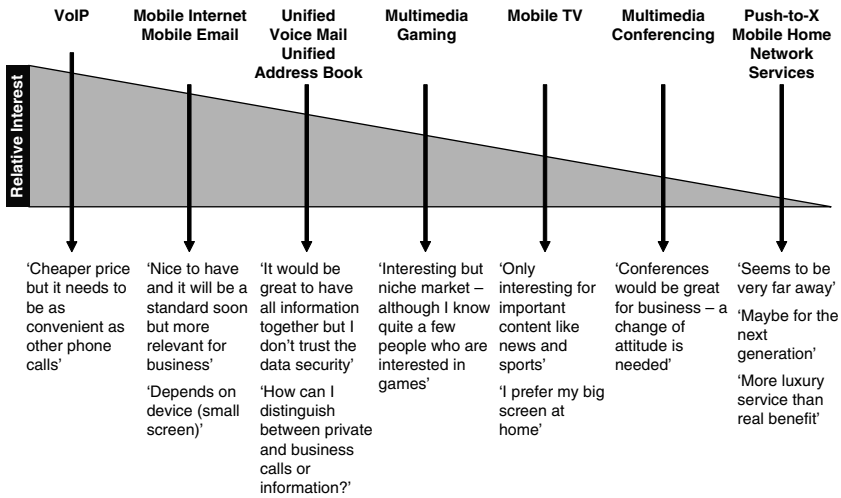 VoIP
Mobile Internet
Mobile Email
Unified
Voice Mail
Unified
Address Book
Multimedia
Gaming
Mobile TV
Multimedia
Conferencing
Push-to-X
Mobile Home
Network
Services
Relative Interest
‘Cheaper price
but it needs to
be as
convenient as
other phone
calls’
‘Nice to have
and it will be a
standard soon
but more
relevant for
business’
‘Depends on
device (small
screen)’
‘It would be
great to have
all information
together but I
don’t trust the
data security’
‘How can I
distinguish
between private
and business
calls or
information?’
‘Interesting but
niche market –
although I know
quite a few
people who are
interested in
games’
‘Only
interesting for
important
content like
news and
sports’
‘I prefer my big
screen at
home’
‘Conferences
would be great
for business – a
change of
attitude is
needed’
‘Seems to be
very far away’
‘Maybe for the
next
generation’
‘More luxury
service than
real benefit’